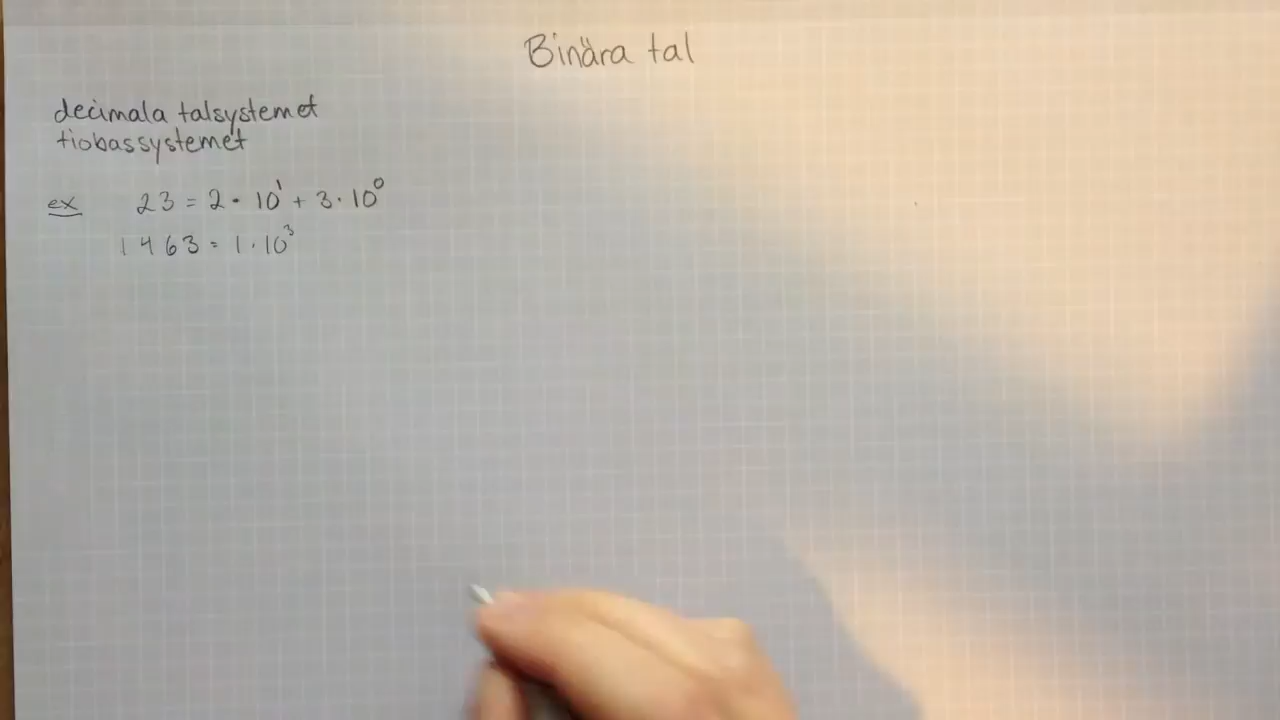 Binära tal
decimala talsystemet
tiobassystemet
ex 23 = 2 · 10¹ + 3 · 10⁰
1463 = 1 · 10³